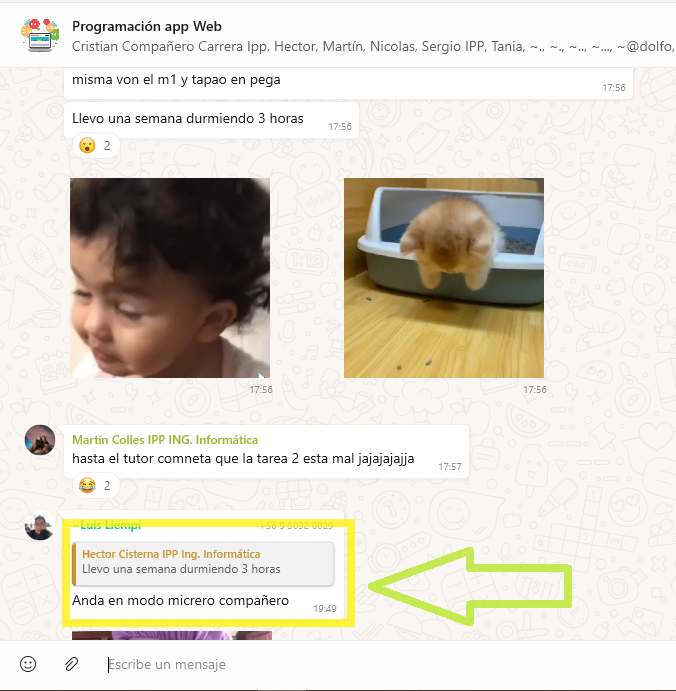 Programación app Web
Cristian Compañero Carrera Ipp, Hector, Martín, Nicolas, Sergio IPP, Tania, ~., ~., ~.., ~..., ~@dolfo,
misma von el m1 y tapao en pega
17:56
Llevo una semana durmiendo 3 horas
17:56
😮 2
17:56
17:56
Martín Colles IPP ING. Informática
hasta el tutor comneta que la tarea 2 esta mal jajajajajja
17:57
😂 2
~Luis Liempi +56 9 5032 0029
Hector Cisterna IPP Ing. Informática
Llevo una semana durmiendo 3 horas
Anda en modo micrero compañero
19:49
Escribe un mensaje